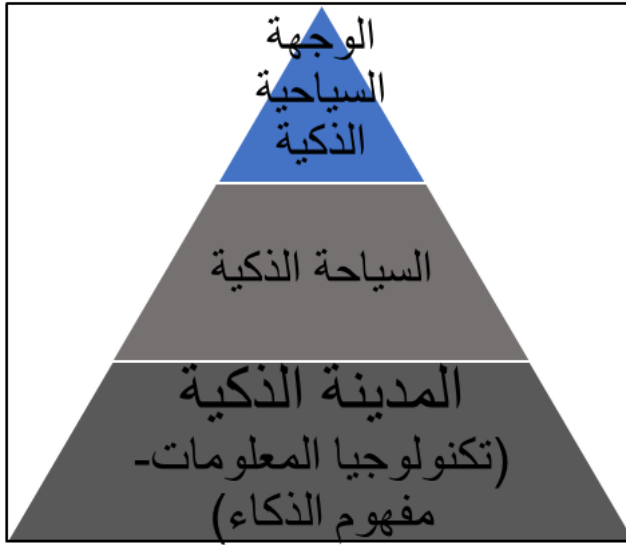 الوجهة
السياحية
الذكية
السياحة الذكية
المدينة الذكية
(تكنولوجيا المعلومات-
مفهوم الذكاء)